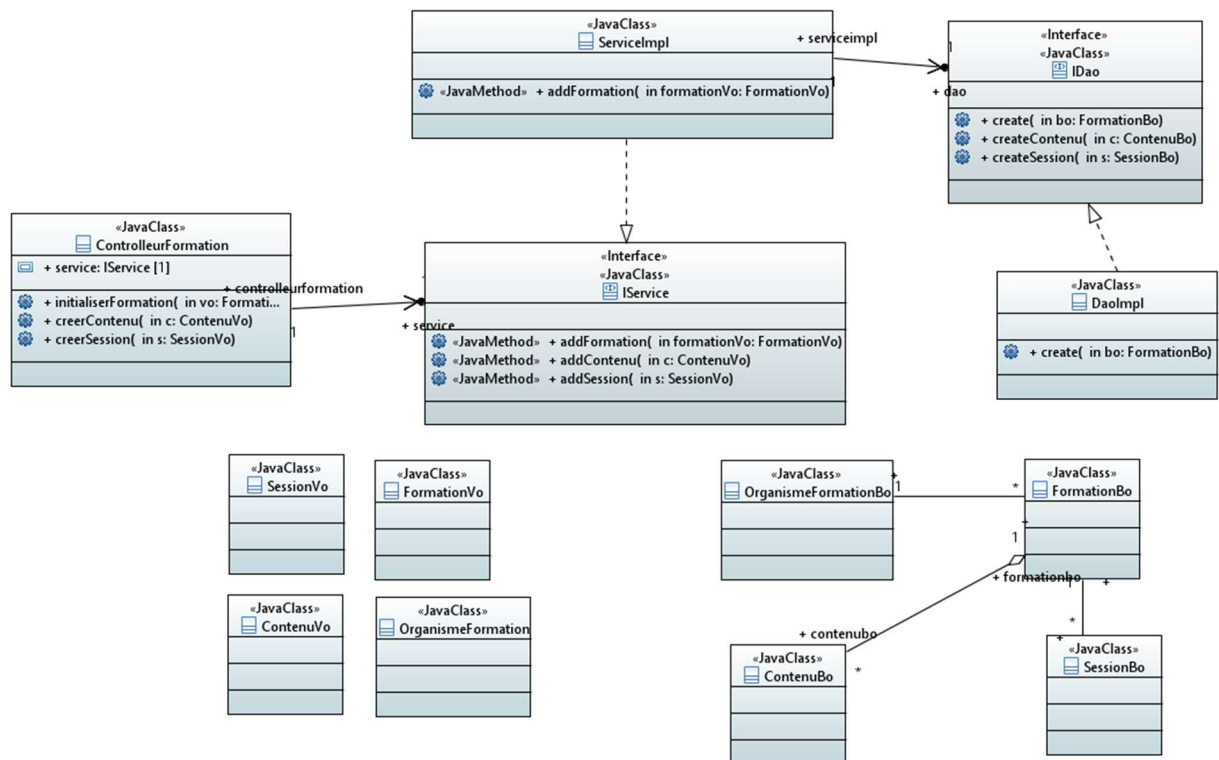 «JavaClass»
ServiceImpl
«JavaMethod» + addFormation( in formationVo: FormationVo)
+ serviceimpl
1
1
+ dao
«Interface»
«JavaClass»
IDao
+ create( in bo: FormationBo)
+ createContenu( in c: ContenuBo)
+ createSession( in s: SessionBo)
«JavaClass»
ControlleurFormation
+ service: IService [1]
+ initialiserFormation( in vo: Formati...
+ creerContenu( in c: ContenuVo)
+ creerSession( in s: SessionVo)
+ controlleurformation
1
+ service
«Interface»
«JavaClass»
IService
«JavaMethod» + addFormation( in formationVo: FormationVo)
«JavaMethod» + addContenu( in c: ContenuVo)
«JavaMethod» + addSession( in s: SessionVo)
«JavaClass»
DaoImpl
+ create( in bo: FormationBo)
«JavaClass»
SessionVo
«JavaClass»
FormationVo
«JavaClass»
OrganismeFormationBo
+
1
*
«JavaClass»
FormationBo
+
1
+ formationbo
1
+
«JavaClass»
ContenuVo
«JavaClass»
OrganismeFormation
+ contenubo
*
«JavaClass»
ContenuBo
*
+
«JavaClass»
SessionBo